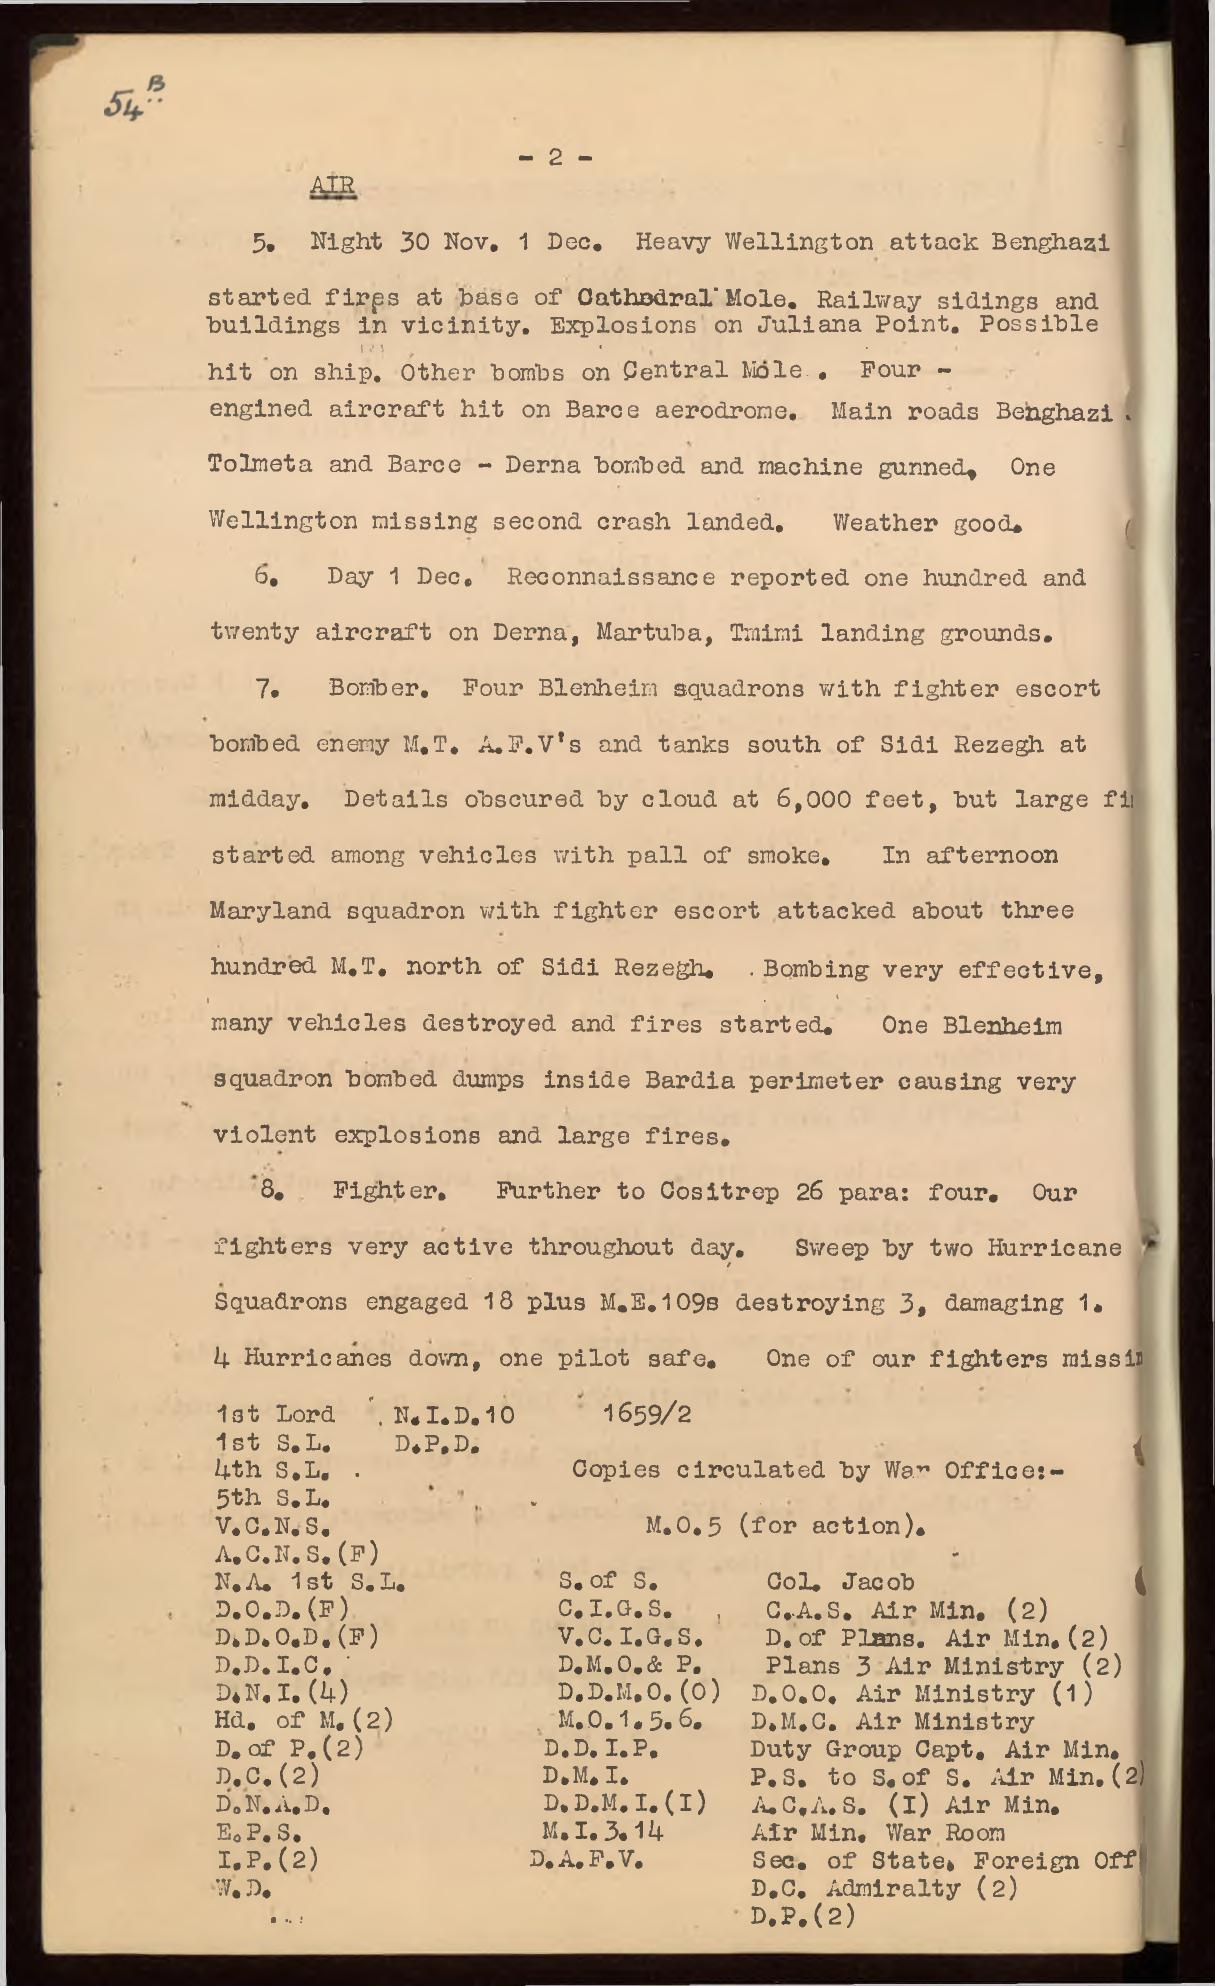 54 B
- 2 -
AIR
5. Night 30 Nov. 1 Dec. Heavy Wellington attack Benghazi
started fires at base of Cathedral Mole. Railway sidings and
buildings in vicinity. Explosions on Juliana Point. Possible
hit on ship. Other bombs on Central Mole. Four -
engined aircraft hit on Barce aerodrome. Main roads Benghazi
Tolmeta and Barce - Derna bombed and machine gunned, One
Wellington missing second crash landed. Weather good.
6. Day 1 Dec. Reconnaissance reported one hundred and
twenty aircraft on Derna, Martuba, Tmimi landing grounds.
7. Bomber. Four Blenheim squadrons with fighter escort
bombed enemy M.T. A.F.V's and tanks south of Sidi Rezegh at
midday. Details obscured by cloud at 6,000 feet, but large
started among vehicles with pall of smoke. In afternoon
Maryland squadron with fighter escort attacked about three
hundred M.T. north of Sidi Rezegh. Bombing very effective,
many vehicles destroyed and fires started. One Blenheim
squadron bombed dumps inside Bardia perimeter causing very
violent explosions and large fires.
8. Fighter. Further to Cositrep 26 para: four. Our
fighters very active throughout day. Sweep by two Hurricane
Squadrons engaged 18 plus M.E.109s destroying 3, damaging 1.
4 Hurricanes down, one pilot safe. One of our fighters missin
1st Lord N.I.D.10 1659/2
1st S.L. D.P.D.
4th S.L. Copies circulated by War Office:-
5th S.L.
V.C.N.S. M.O.5 (for action).
A.C.N.S.(F)
N.A. 1st S.L. S.of S. Col. Jacob
D.O.D.(F) C.I.G.S. C.A.S. Air Min. (2)
D.D.O.D.(F) V.C.I.G.S. D.of Plans. Air Min.(2)
D.D.I.C. D.M.O.& P. Plans 3 Air Ministry (2)
D.N.I.(4) D.D.M.O.(O) D.O.O. Air Ministry (1)
Hd. of M.(2) M.O.1.5.6. D.M.C. Air Ministry
D.of P.(2) D.D.I.P. Duty Group Capt. Air Min.
D.C.(2) D.M.I. P.S. to S.of S. Air Min.(2)
D.N.A.D. D.D.M.I.(I) A.C.A.S. (I) Air Min.
E.P.S. M.I.3.14 Air Min. War Room
I.P.(2) D.A.F.V. Sec. of State. Foreign Off
W.D. D.C. Admiralty (2)
D.P.(2)